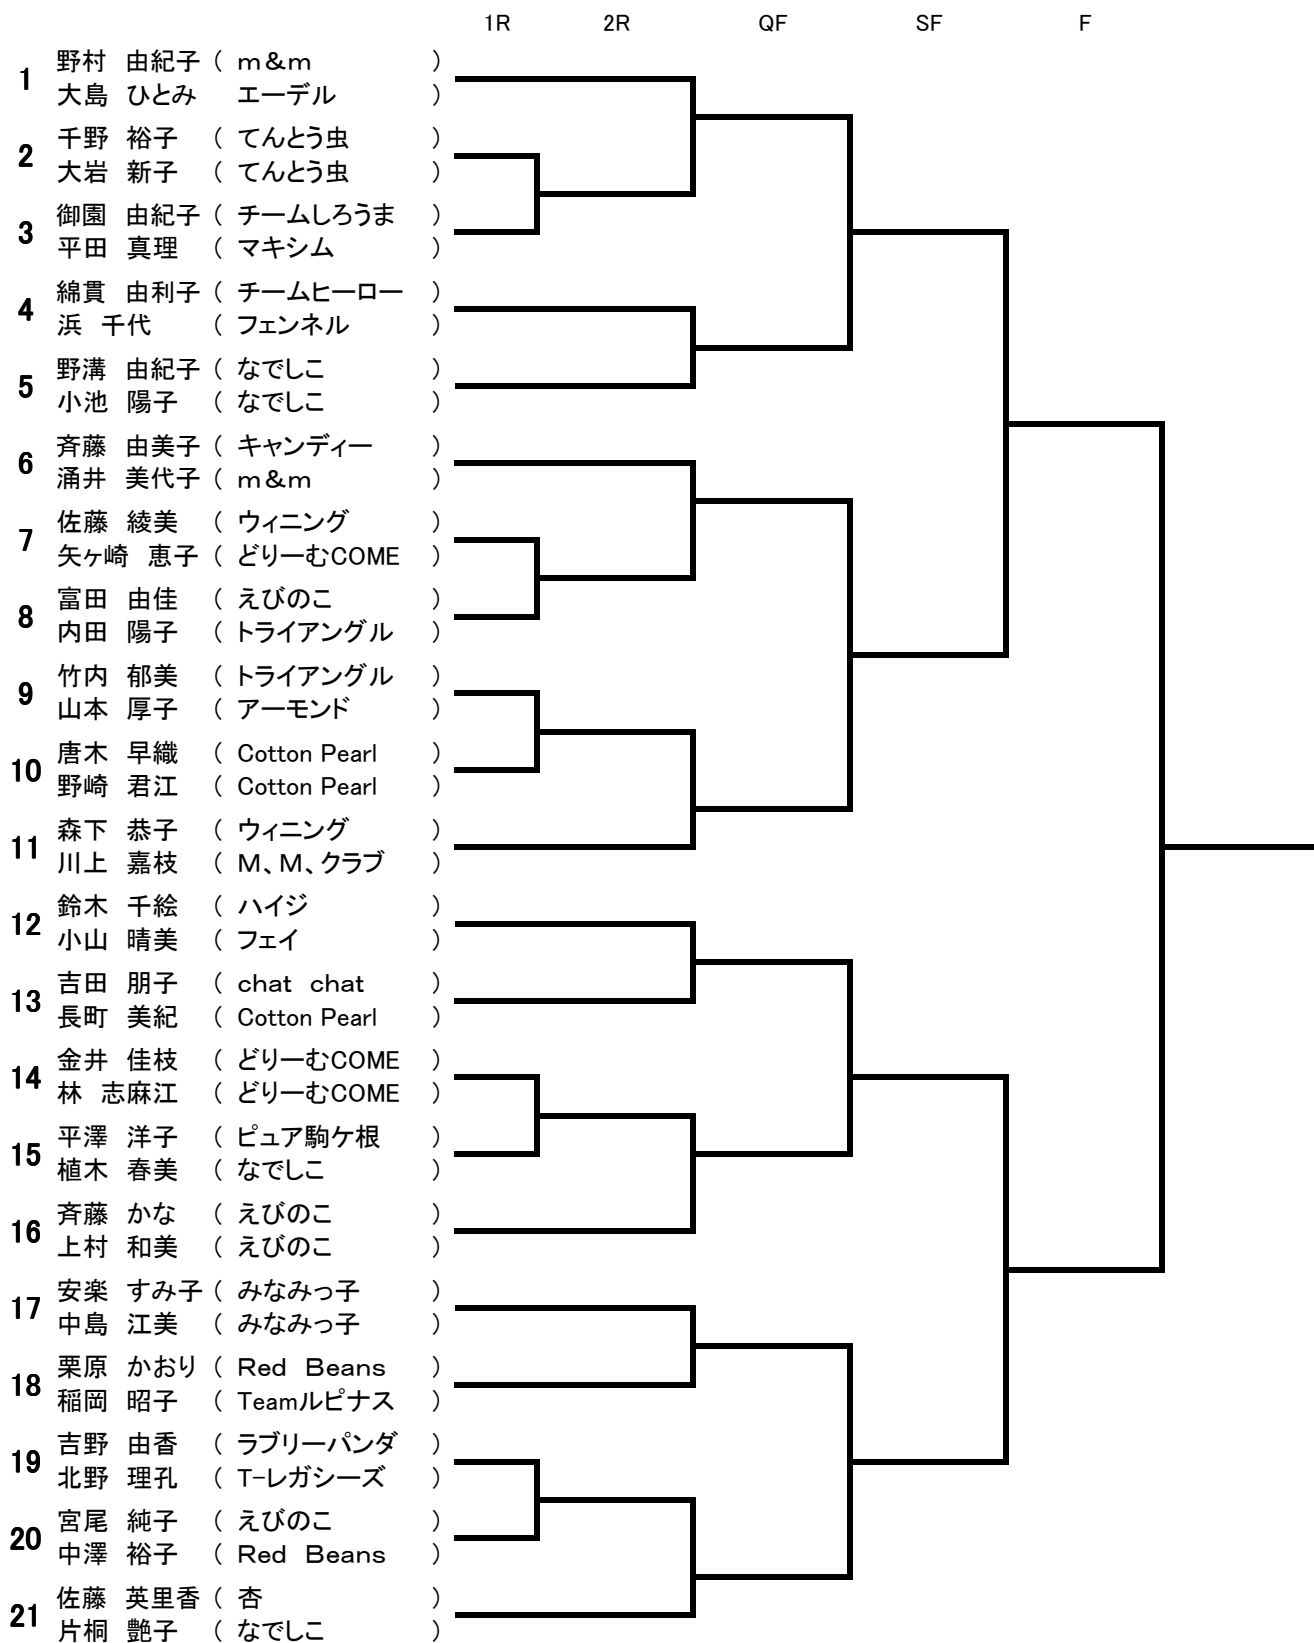 1R 2R QF SF F
1 野村 由紀子 ( m&m )
大島 ひとみ エーデル )
2 千野 裕子 ( てんとう虫 )
大岩 新子 ( てんとう虫 )
3 御園 由紀子 ( チームしろうま )
平田 真理 ( マキシム )
4 綿貫 由利子 ( チームヒーロー )
浜 千代 ( フェンネル )
5 野溝 由紀子 ( なでしこ )
小池 陽子 ( なでしこ )
6 斉藤 由美子 ( キャンディー )
涌井 美代子 ( m&m )
7 佐藤 綾美 ( ウィニング )
矢ヶ崎 恵子 ( どりーむCOME )
8 富田 由佳 ( えびのこ )
内田 陽子 ( トライアングル )
9 竹内 郁美 ( トライアングル )
山本 厚子 ( アーモンド )
10 唐木 早織 ( Cotton Pearl )
野崎 君江 ( Cotton Pearl )
11 森下 恭子 ( ウィニング )
川上 嘉枝 ( M、M、クラブ )
12 鈴木 千絵 ( ハイジ )
小山 晴美 ( フェイ )
13 吉田 朋子 ( chat chat )
長町 美紀 ( Cotton Pearl )
14 金井 佳枝 ( どりーむCOME )
林 志麻江 ( どりーむCOME )
15 平澤 洋子 ( ピュア駒ケ根 )
植木 春美 ( なでしこ )
16 斉藤 かな ( えびのこ )
上村 和美 ( えびのこ )
17 安楽 すみ子 ( みなみっ子 )
中島 江美 ( みなみっ子 )
18 栗原 かおり ( Red Beans )
稲岡 昭子 ( Teamルピナス )
19 吉野 由香 ( ラブリーパンダ )
北野 理孔 ( T-レガシーズ )
20 宮尾 純子 ( えびのこ )
中澤 裕子 ( Red Beans )
21 佐藤 英里香 ( 杏 )
片桐 艶子 ( なでしこ )